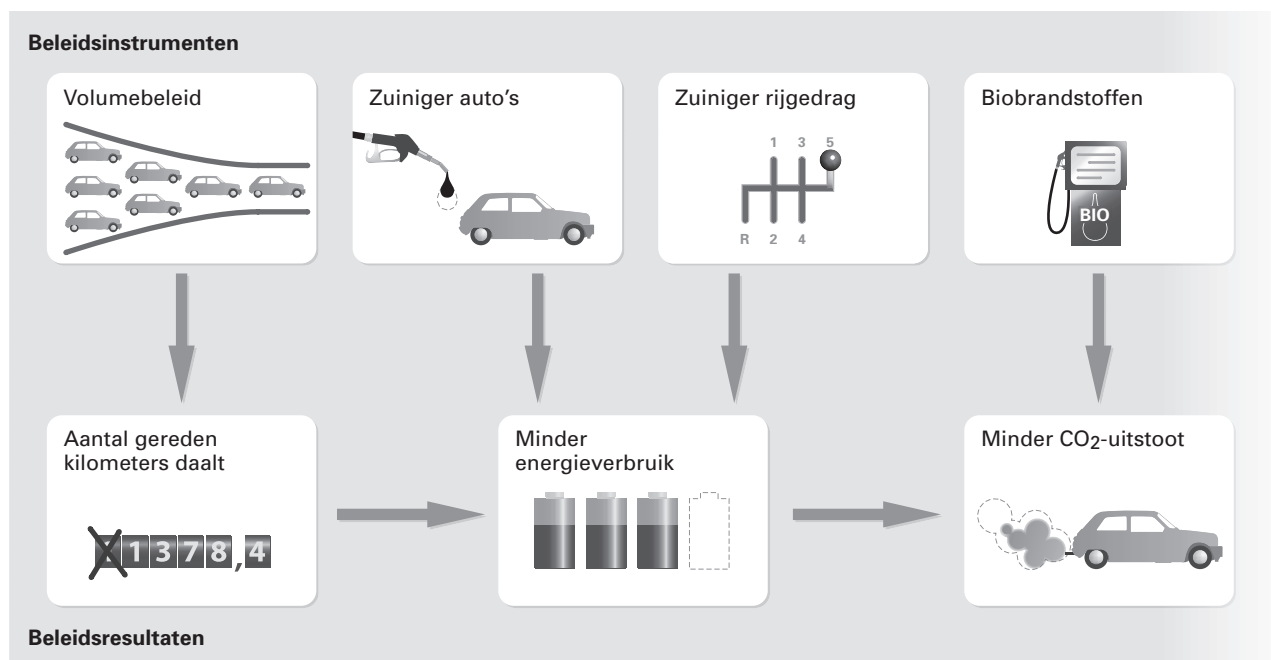 Beleidsinstrumenten
Volumebeleid
Zuiniger auto's
Zuiniger rijgedrag
1 3 5
R 2 4
Biobrandstoffen
BIO
Aantal gereden
kilometers daalt
1378,4
Minder
energieverbruik
Minder CO2-uitstoot
Beleidsresultaten